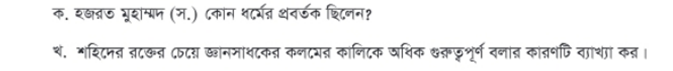 ক. হজরত মুহাম্মদ (স.) কোন ধর্মের প্রবর্তক ছিলেন?
খ. শহিদের রক্তের চেয়ে জ্ঞানসাধকের কলমের কালিকে অধিক গুরুত্বপূর্ণ বলার কারণটি ব্যাখ্যা কর।